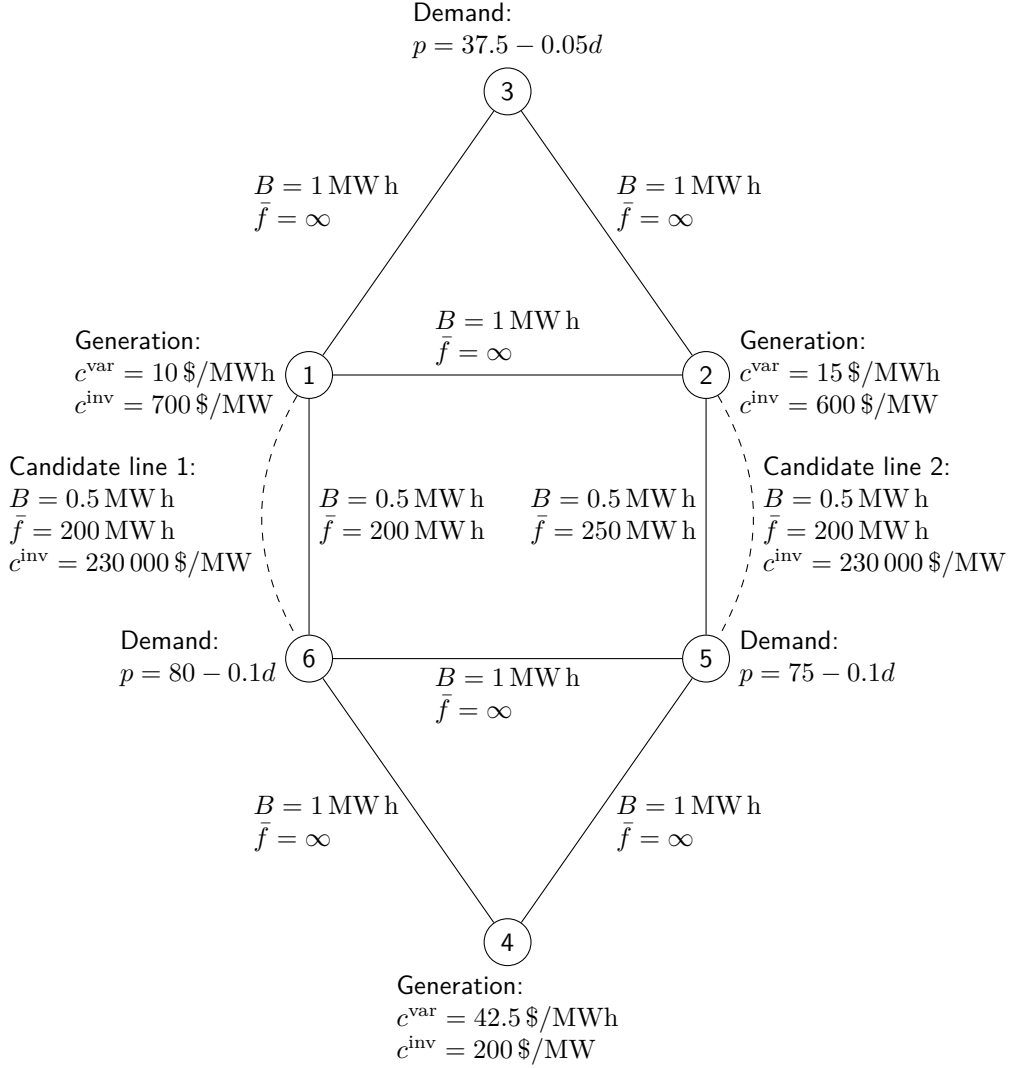 Demand:
p = 37.5 − 0.05d
3
B = 1 MW h
f̄ = ∞
B = 1 MW h
f̄ = ∞
B = 1 MW h
f̄ = ∞
Generation:
c^var = 10 $/MWh
c^inv = 700 $/MW
1
2
Generation:
c^var = 15 $/MWh
c^inv = 600 $/MW
Candidate line 1:
B = 0.5 MW h
f̄ = 200 MW h
c^inv = 230 000 $/MW
B = 0.5 MW h
f̄ = 200 MW h
B = 0.5 MW h
f̄ = 250 MW h
Candidate line 2:
B = 0.5 MW h
f̄ = 200 MW h
c^inv = 230 000 $/MW
Demand:
p = 80 − 0.1d
6
5
Demand:
p = 75 − 0.1d
B = 1 MW h
f̄ = ∞
B = 1 MW h
f̄ = ∞
B = 1 MW h
f̄ = ∞
4
Generation:
c^var = 42.5 $/MWh
c^inv = 200 $/MW